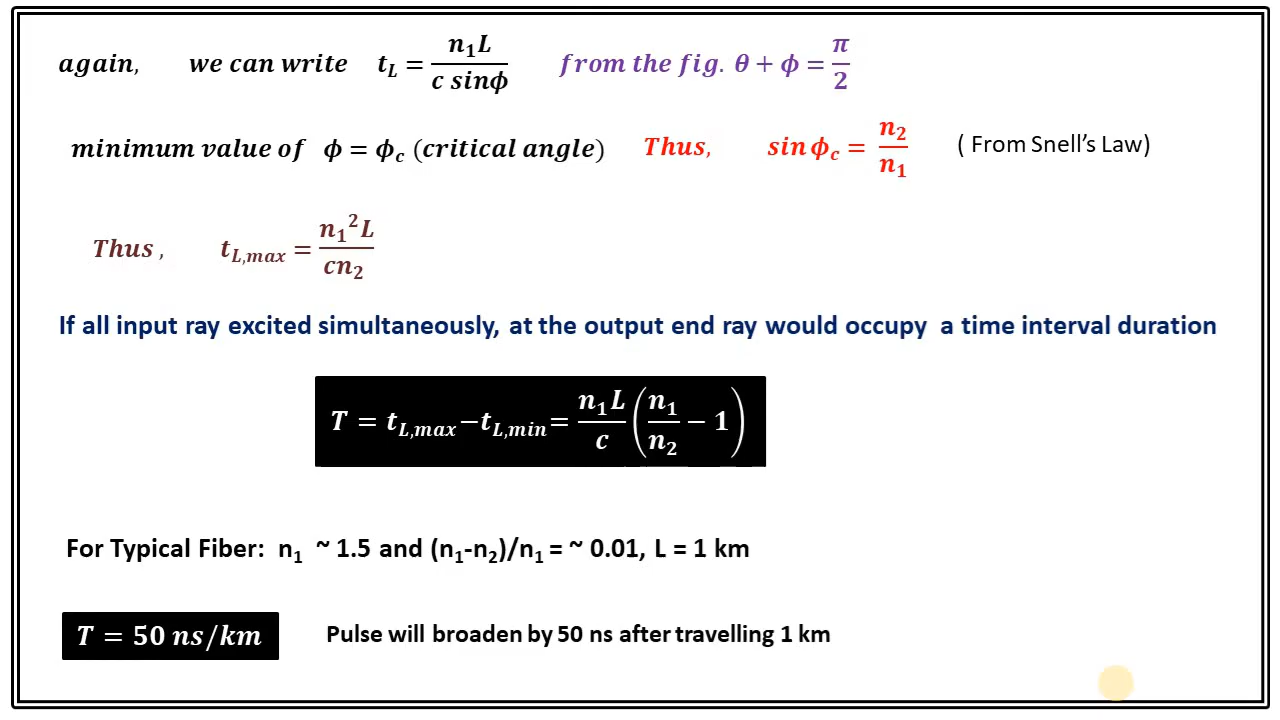 again, we can write t_L = n₁L / (c sinϕ) from the fig. θ + ϕ = π/2
minimum value of ϕ = ϕ_c (critical angle) Thus, sin ϕ_c = n₂/n₁ ( From Snell’s Law)
Thus , t_L,max = n₁²L / cn₂
If all input ray excited simultaneously, at the output end ray would occupy a time interval duration
T = t_L,max − t_L,min = n₁L/c (n₁/n₂ − 1)
For Typical Fiber: n₁ ~ 1.5 and (n₁-n₂)/n₁ = ~ 0.01, L = 1 km
T = 50 ns/km Pulse will broaden by 50 ns after travelling 1 km